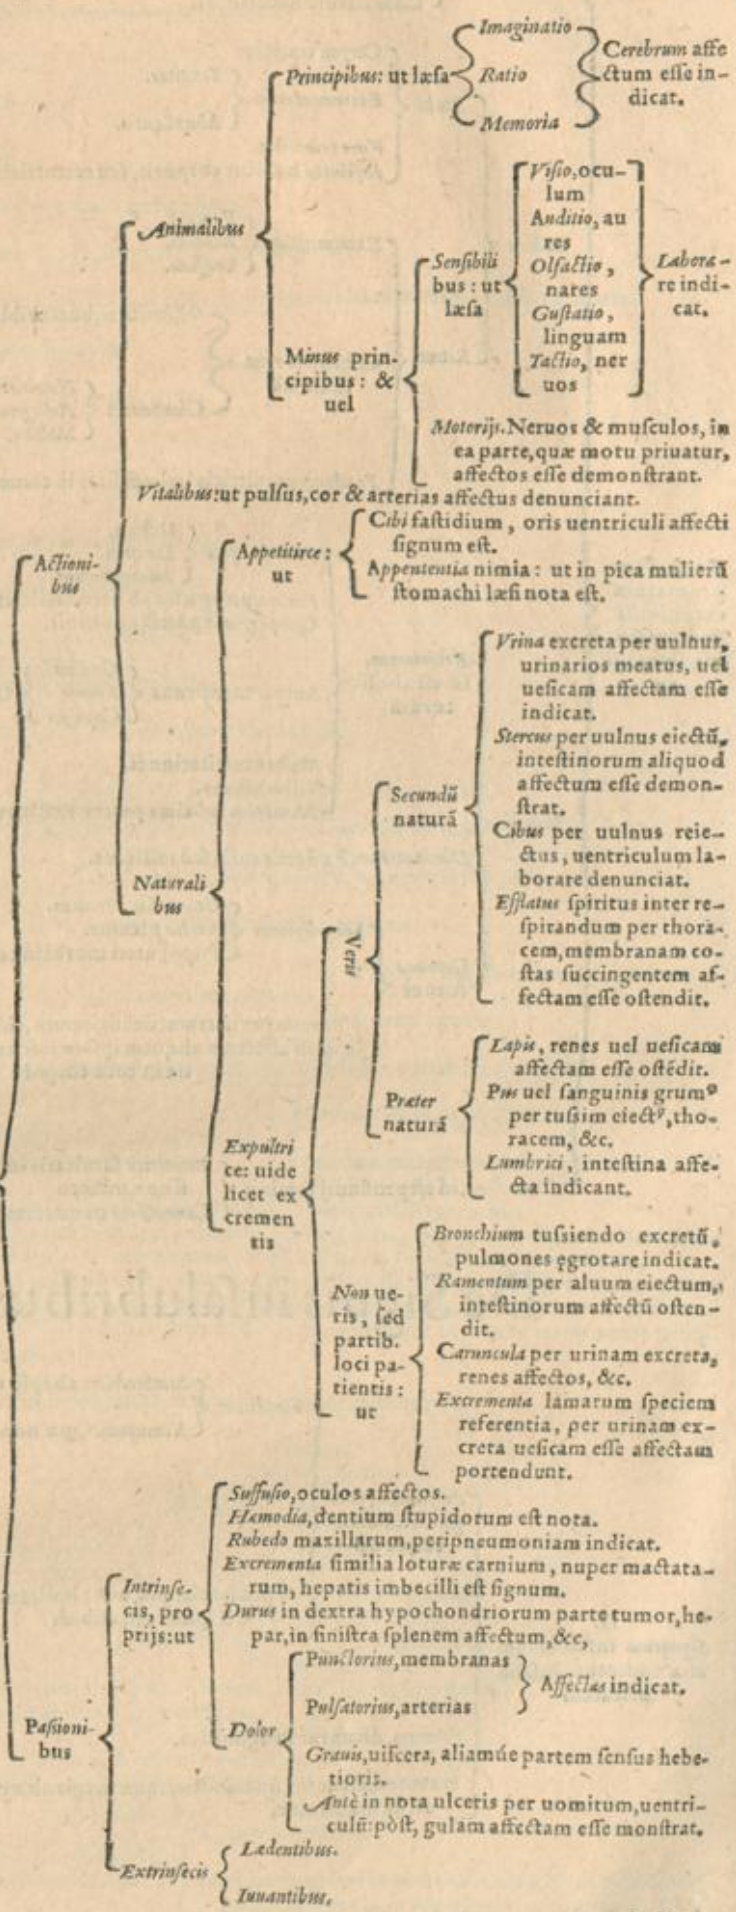 Actioni-
bus
Animalibus
Principibus: ut læsa
Imaginatio
Ratio
Memoria
Cerebrum affe
ctum esse in-
dicat.
Minus prin-
cipibus: &
uel
Sensibili
bus: ut
læsa
Visio, ocu-
lum
Auditio, au
res
Olfactio,
nares
Gustatio,
linguam
Tactio, ner
uos
Labora-
re indi-
cat.
Motorijs. Neruos & musculos, in
ea parte, quæ motu priuatur,
affectos esse demonstrant.
Vitalibus: ut pulsus, cor & arterias affectus denunciant.
Naturali
bus
Appetitirce:
ut
Cibi fastidium, oris uentriculi affecti
signum est.
Appententia nimia: ut in pica mulierū
stomachi læsi nota est.
Expultri
ce: uide
licet ex
cremen
tis
Veris
Secundū
naturā
Vrina excreta per uulnus,
urinarios meatus, uel
uesicam affectam esse
indicat.
Stercus per uulnus eiectū,
intestinorum aliquod
affectum esse demon-
strat.
Cibus per uulnus reie-
ctus, uentriculum la-
borare denunciat.
Efflatus spiritus inter re-
spirandum per thora-
cem, membranam co-
stas succingentem af-
fectam esse ostendit.
Præter
naturā
Lapis, renes uel uesicam
affectam esse ostēdit.
Pus uel sanguinis grumꝰ
per tussim eiectꝰ, tho-
racem, &c.
Lumbrici, intestina affe-
cta indicant.
Non ue-
ris, sed
partib.
loci pa-
tientis:
ut
Bronchium tussiendo excretū,
pulmones ęgrotare indicat.
Ramentum per aluum eiectum,
intestinorum affectū osten-
dit.
Caruncula per urinam excreta,
renes affectos, &c.
Excrementa lamarum speciem
referentia, per urinam ex-
creta uesicam esse affectam
portendunt.
Passioni-
bus
Intrinse-
cis, pro
prijs: ut
Suffusio, oculos affectos.
Hæmodia, dentium stupidorum est nota.
Rubedo maxillarum, peripneumoniam indicat.
Excrementa similia loturæ carnium, nuper mactata-
rum, hepatis imbecilli est signum.
Durus in dextra hypochondriorum parte tumor, he-
par, in sinistra splenem affectum, &c,
Dolor
Punctorius, membranas
Pulsatorius, arterias
Affectas indicat.
Grauis, uiscera, aliamúe partem sensus hebe-
tioris.
Antè in nota ulceris per uomitum, uentri-
culū: pòst, gulam affectam esse monstrat.
Extrinsecis
Lædentibus.
Iuuantibus.